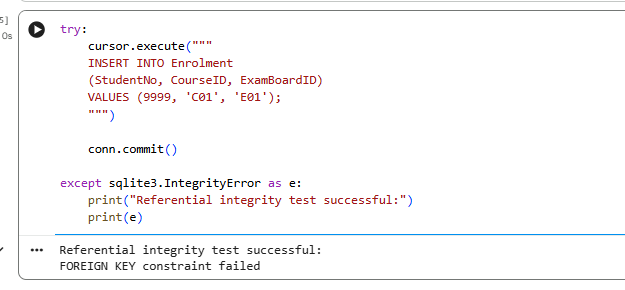 5]
0s
try:
cursor.execute("""
INSERT INTO Enrolment
(StudentNo, CourseID, ExamBoardID)
VALUES (9999, 'C01', 'E01');
""")
conn.commit()
except sqlite3.IntegrityError as e:
print("Referential integrity test successful:")
print(e)
Referential integrity test successful:
FOREIGN KEY constraint failed